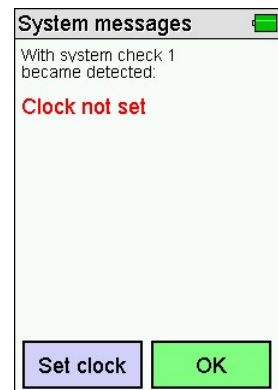 System messages
With system check 1
became detected:
Clock not set
Set clock
OK